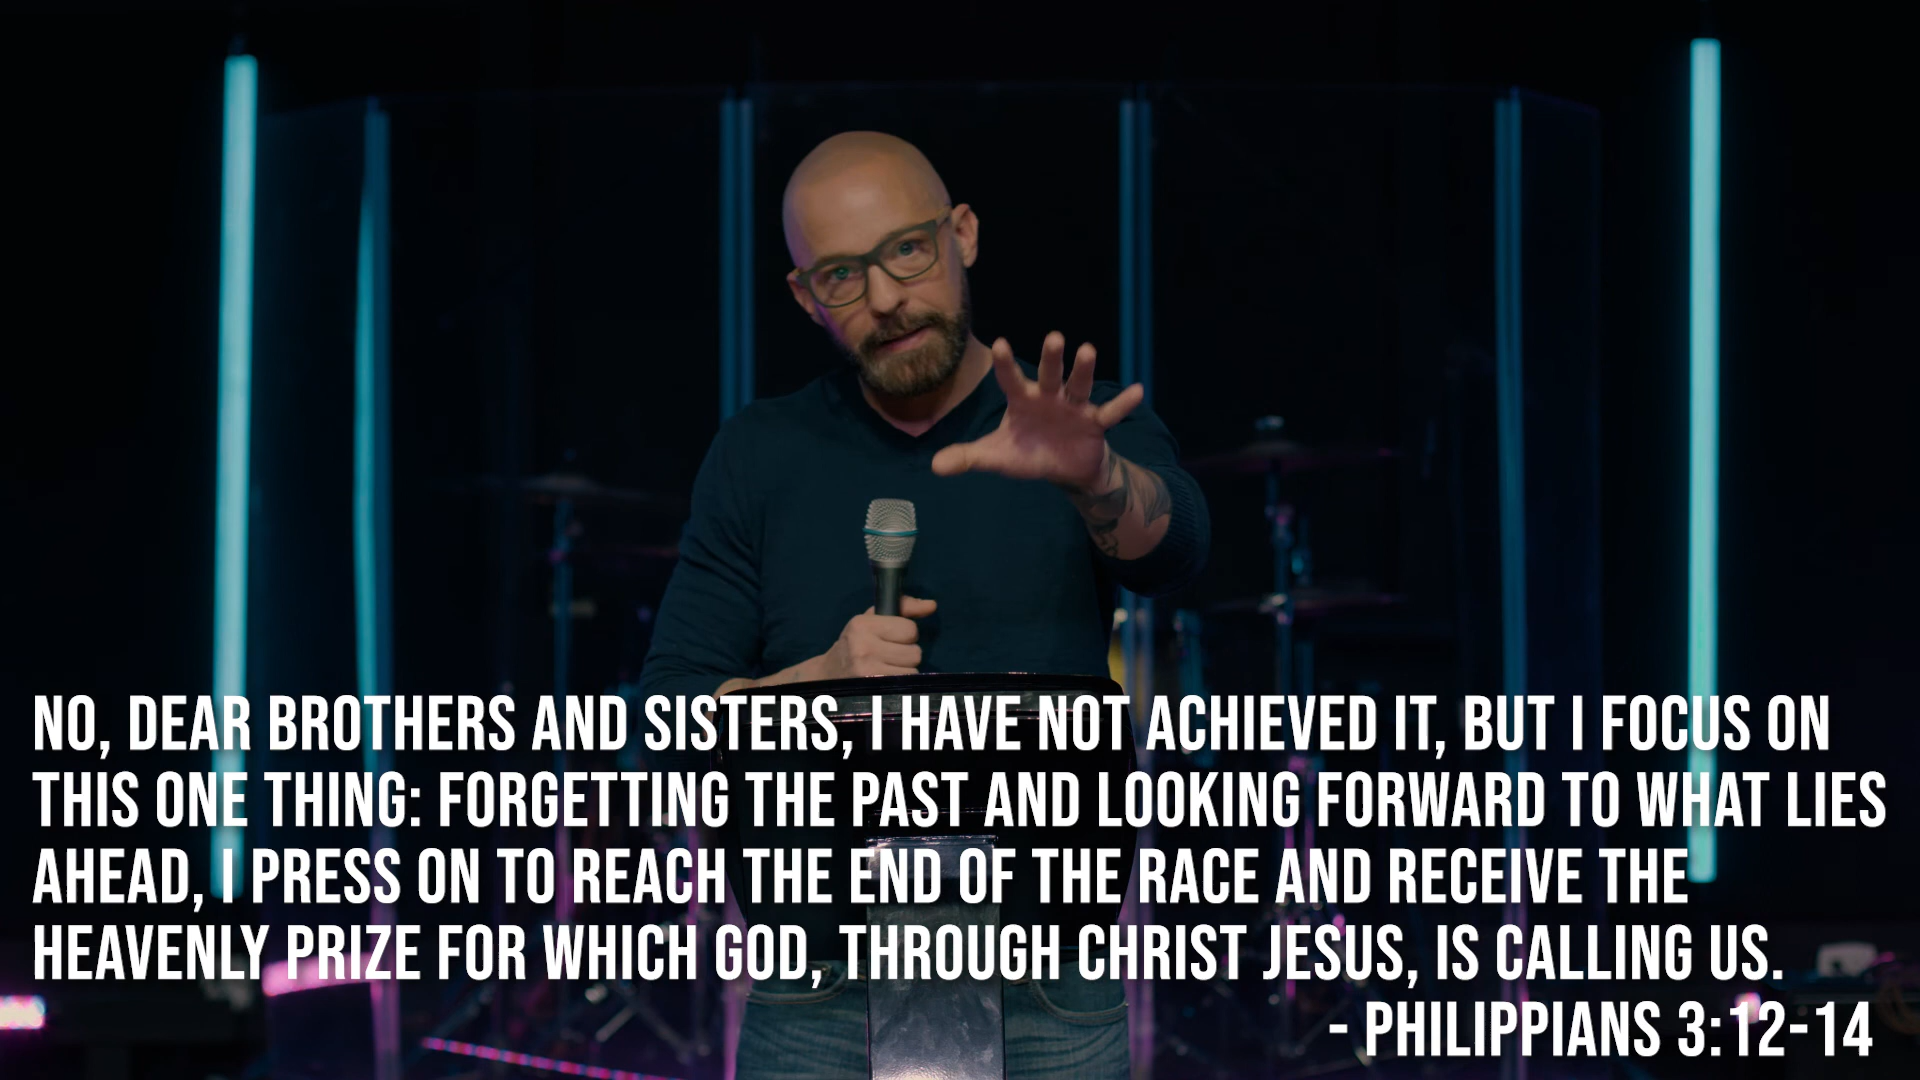 NO, DEAR BROTHERS AND SISTERS, I HAVE NOT ACHIEVED IT, BUT I FOCUS ON
THIS ONE THING: FORGETTING THE PAST AND LOOKING FORWARD TO WHAT LIES
AHEAD, I PRESS ON TO REACH THE END OF THE RACE AND RECEIVE THE
HEAVENLY PRIZE FOR WHICH GOD, THROUGH CHRIST JESUS, IS CALLING US.
- PHILIPPIANS 3:12-14